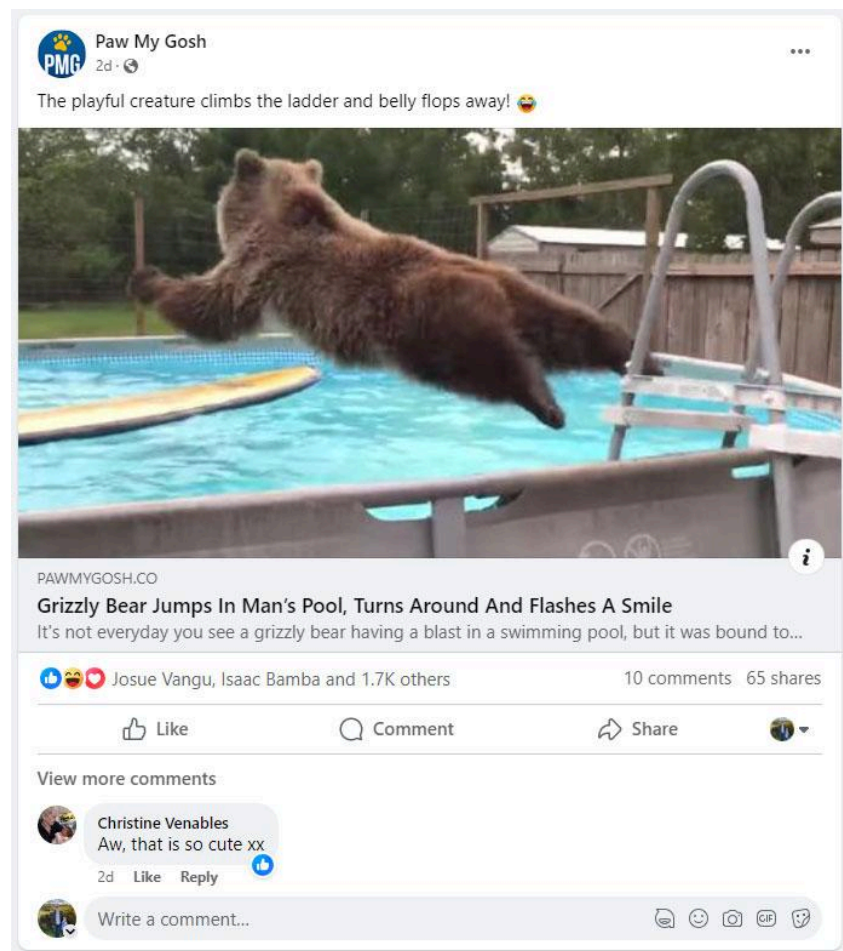 Paw My Gosh
PMG
2d ·
The playful creature climbs the ladder and belly flops away! 😂
PAWMYGOSH.CO
Grizzly Bear Jumps In Man's Pool, Turns Around And Flashes A Smile
It's not everyday you see a grizzly bear having a blast in a swimming pool, but it was bound to...
Josue Vangu, Isaac Bamba and 1.7K others 10 comments 65 shares
Like Comment Share
View more comments
Christine Venables
Aw, that is so cute xx
2d Like Reply
Write a comment... GIF